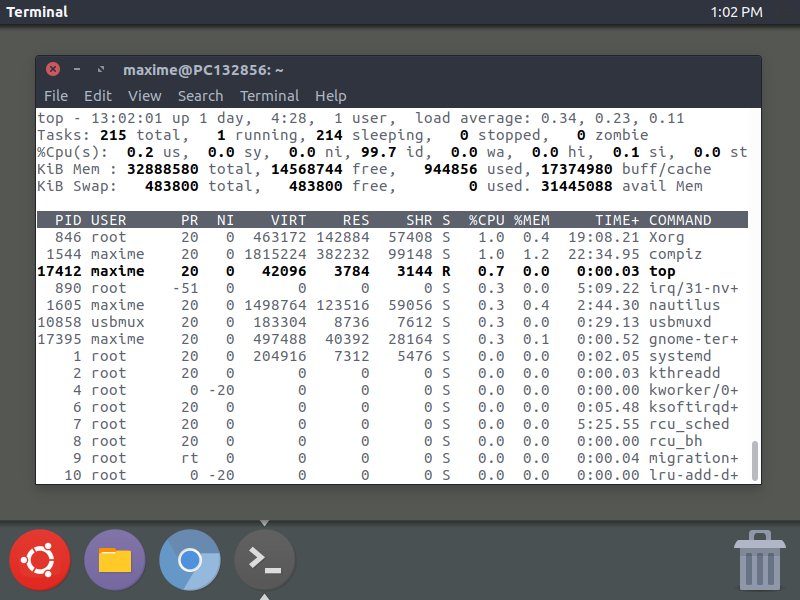 Terminal 1:02 PM
maxime@PC132856: ~
File Edit View Search Terminal Help
top - 13:02:01 up 1 day,  4:28,  1 user,  load average: 0.34, 0.23, 0.11
Tasks: 215 total,   1 running, 214 sleeping,   0 stopped,   0 zombie
%Cpu(s):  0.2 us,  0.0 sy,  0.0 ni, 99.7 id,  0.0 wa,  0.0 hi,  0.1 si,  0.0 st
KiB Mem : 32888580 total, 14568744 free,   944856 used, 17374980 buff/cache
KiB Swap:   483800 total,   483800 free,        0 used. 31445088 avail Mem
PID USER      PR  NI    VIRT    RES    SHR S  %CPU %MEM     TIME+ COMMAND
846 root      20   0  463172 142884  57408 S   1.0  0.4  19:08.21 Xorg
1544 maxime    20   0 1815224 382232  99148 S   1.0  1.2  22:34.95 compiz
17412 maxime    20   0   42096   3784   3144 R   0.7  0.0   0:00.03 top
890 root     -51   0       0      0      0 S   0.3  0.0   5:09.22 irq/31-nv+
1605 maxime    20   0 1498764 123516  59056 S   0.3  0.4   2:44.30 nautilus
10858 usbmux    20   0  183304   8736   7612 S   0.3  0.0   0:29.13 usbmuxd
17395 maxime    20   0  497488  40392  28164 S   0.3  0.1   0:00.52 gnome-ter+
1 root      20   0  204916   7312   5476 S   0.0  0.0   0:02.05 systemd
2 root      20   0       0      0      0 S   0.0  0.0   0:00.03 kthreadd
4 root       0 -20       0      0      0 S   0.0  0.0   0:00.00 kworker/0+
6 root      20   0       0      0      0 S   0.0  0.0   0:05.48 ksoftirqd+
7 root      20   0       0      0      0 S   0.0  0.0   5:25.55 rcu_sched
8 root      20   0       0      0      0 S   0.0  0.0   0:00.00 rcu_bh
9 root      rt   0       0      0      0 S   0.0  0.0   0:00.04 migration+
10 root       0 -20       0      0      0 S   0.0  0.0   0:00.00 lru-add-d+